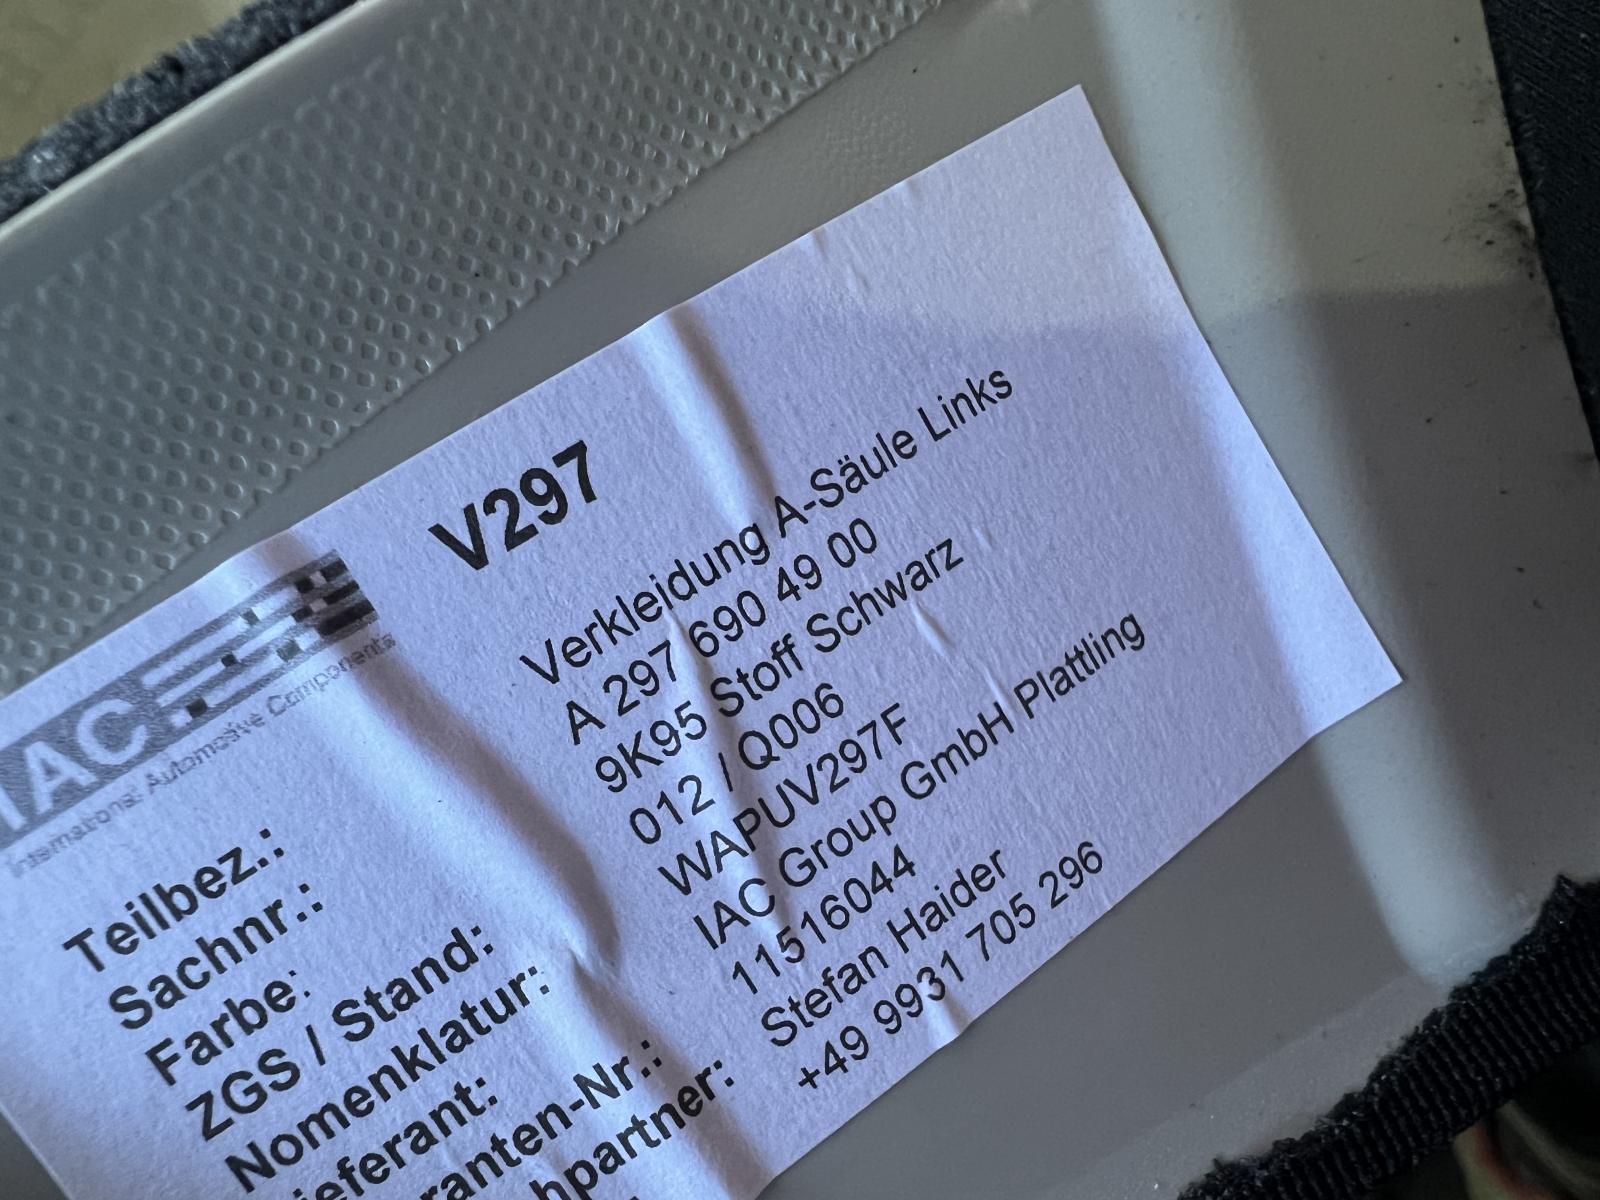 IAC
International Automotive Components
V297
Teilbez.: Verkleidung A-Säule Links
Sachnr.: A 297 690 49 00
Farbe: 9K95 Stoff Schwarz
ZGS / Stand: 012 / Q006
Nomenklatur: WAPUV297F
ieferant: IAC Group GmbH Plattling
ranten-Nr.: 11516044
hpartner: Stefan Haider
+49 9931 705 296